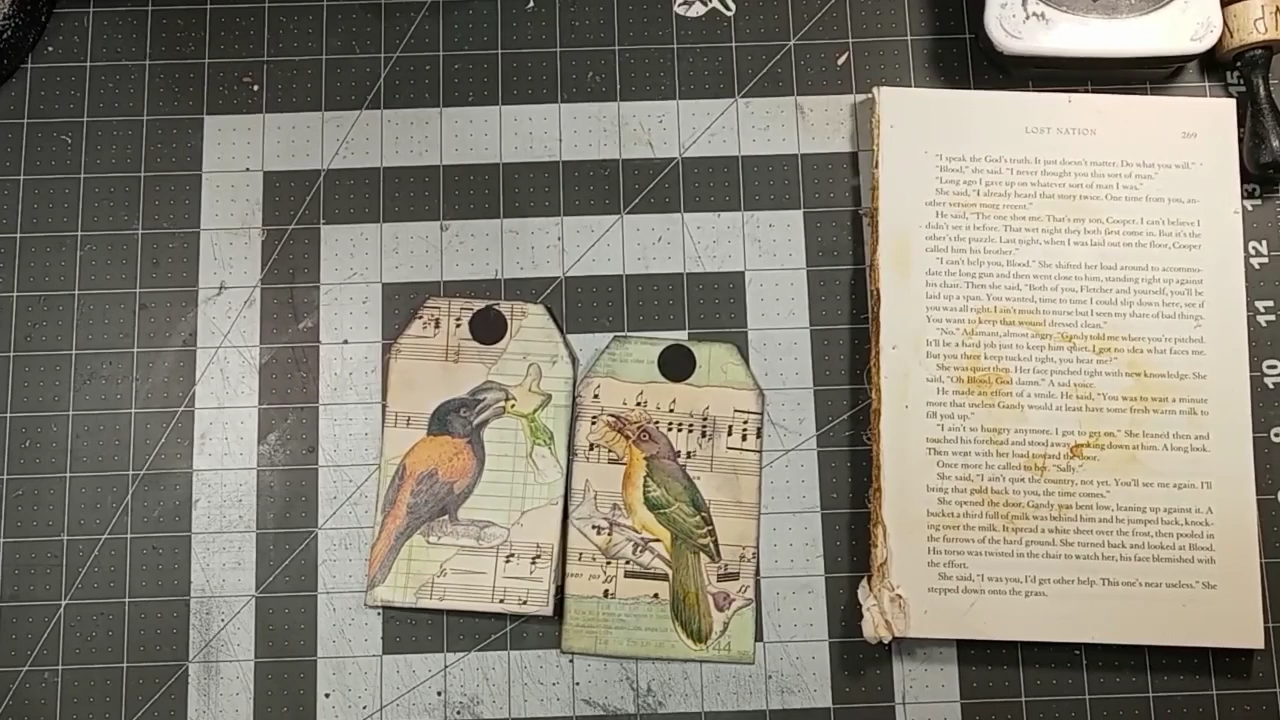 LOST NATION 269
"I speak the God's truth. It just doesn't matter. Do what you will."
"Blood," she said. "I never thought you this sort of man."
"Long ago I gave up on whatever sort of man I was."
She said, "I already heard that story twice. One time from you, an-
other version more recent."
He said, "The one shot me. That's my son, Cooper. I can't believe I
didn't see it before. That wet night they both first come in. But it's the
other's the puzzle. Last night, when I was laid out on the floor, Cooper
called him his brother."
"I can't help you, Blood." She shifted her load around to accommo-
date the long gun and then went close to him, standing right up against
his chair. Then she said, "Both of you, Fletcher and yourself, you'll be
laid up a span. You wanted, time to time I could slip down here, see if
you was all right. I ain't much to nurse but I seen my share of bad things.
You want to keep that wound dressed clean."
"No." Adamant, almost angry. "Gandy told me where you're pitched.
It'll be a hard job just to keep him quiet. I got no idea what faces me.
But you three keep tucked tight, you hear me?"
She was quiet then. Her face pinched tight with new knowledge. She
said, "Oh Blood, God damn." A sad voice.
He made an effort of a smile. He said, "You was to wait a minute
more that useless Gandy would at least have some fresh warm milk to
fill you up."
"I ain't so hungry anymore. I got to get on." She leaned then and
touched his forehead and stood away, looking down at him. A long look.
Then went with her load toward the door.
Once more he called to her. "Sally."
She said, "I ain't quit the country, not yet. You'll see me again. I'll
bring that gold back to you, the time comes."
She opened the door, Gandy was bent low, leaning up against it. A
bucket a third full of milk was behind him and he jumped back, knock-
ing over the milk. It spread a white sheet over the frost, then pooled in
the furrows of the hard ground. She turned back and looked at Blood.
His torso was twisted in the chair to watch her, his face blemished with
the effort.
She said, "I was you, I'd get other help. This one's near useless." She
stepped down onto the grass.
15
13
12
10
9
44